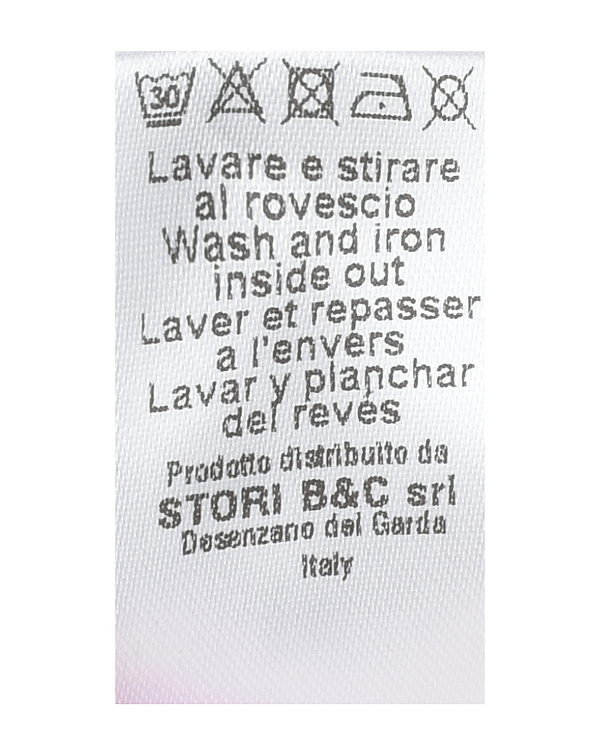 30
Lavare e stirare
al rovescio
Wash and iron
inside out
Laver et repasser
a l'envers
Lavar y planchar
del revés
Prodotto distribuito da
STORI B&C srl
Desenzano del Garda
Italy